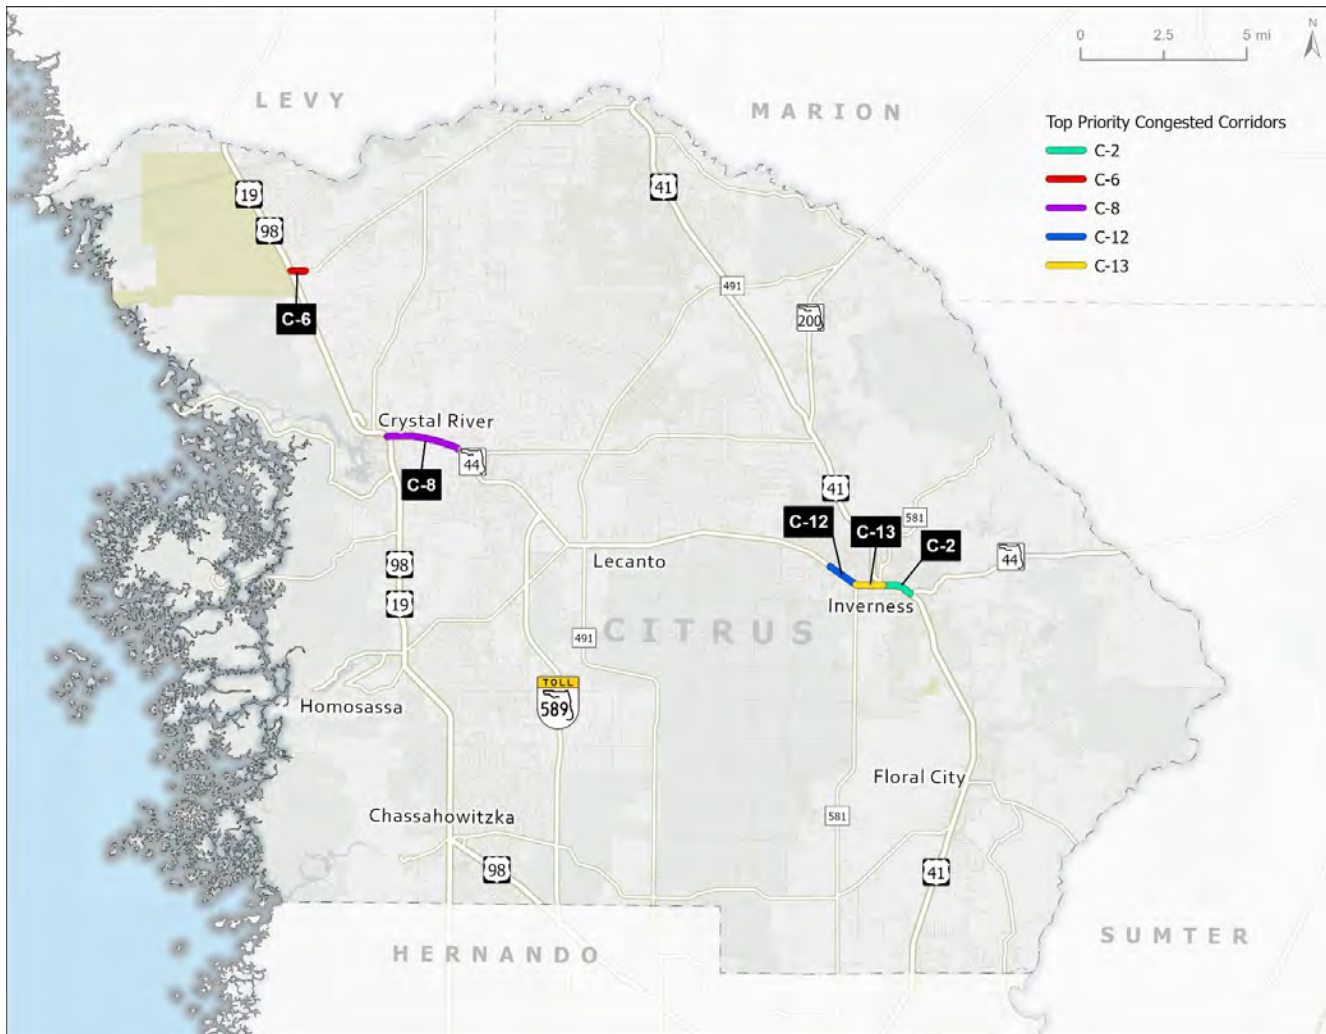 0 2.5 5 mi
N
LEVY
MARION
Top Priority Congested Corridors
C-2
C-6
C-8
C-12
C-13
19
98
41
491
200
C-6
Crystal River
44
C-8
41
C-12
C-13
581
C-2
44
98
Lecanto
19
Inverness
CITRUS
491
TOLL
589
Homosassa
Floral City
Chassahowitzka
581
98
41
HERNANDO
SUMTER